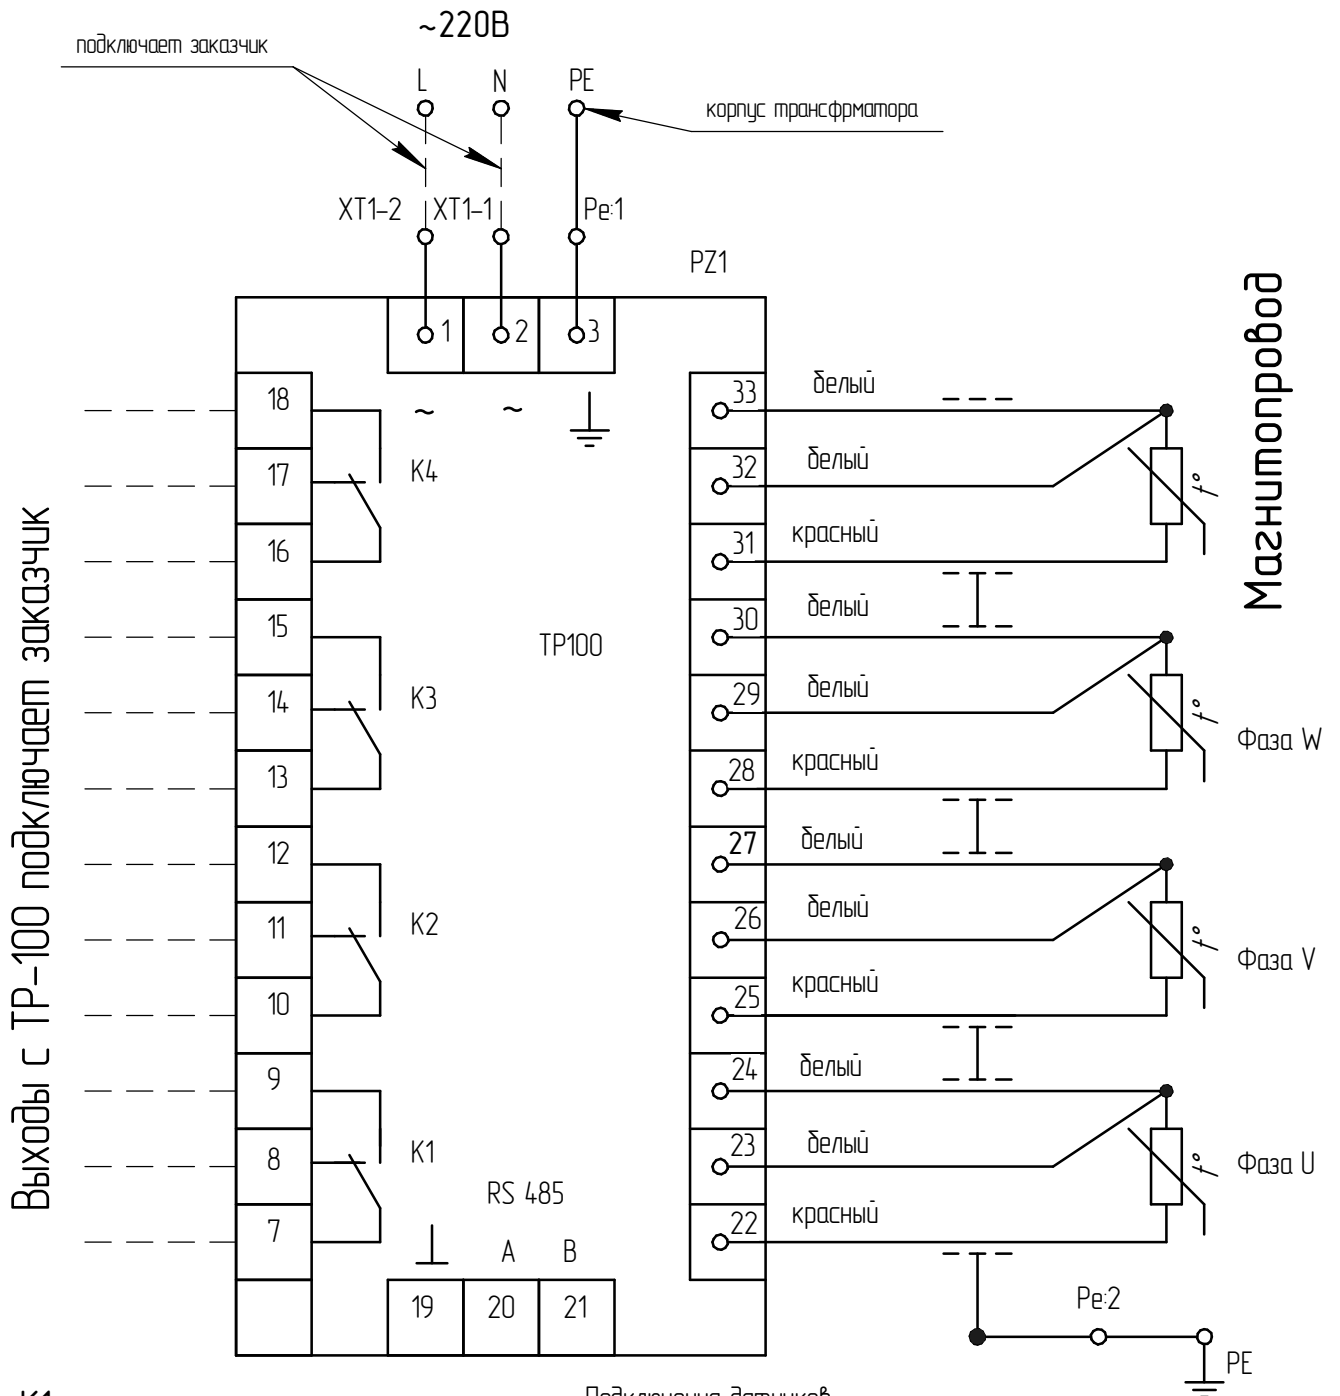 ~220В
подключает заказчик
L
N
PE
корпус трансфрматора
XT1-2
XT1-1
Pe:1
PZ1
1
2
3
~
~
Выходы с ТР-100 подключает заказчик
18
17
16
15
14
13
12
11
10
9
8
7
K4
K3
K2
K1
TP100
33
белый
32
белый
31
красный
30
белый
29
белый
28
красный
27
белый
26
белый
25
красный
24
белый
23
белый
22
красный
t°
t°
t°
t°
Магнитопровод
Фаза W
Фаза V
Фаза U
RS 485
A
B
19
20
21
Pe:2
PE
K1